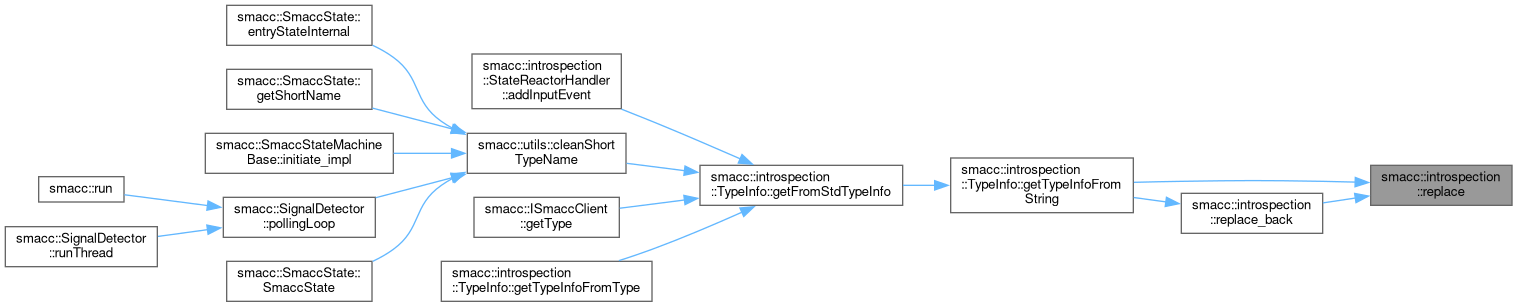 smacc::SmaccState::
entryStateInternal
smacc::SmaccState::
getShortName
smacc::SmaccStateMachine
Base::initiate_impl
smacc::run
smacc::SignalDetector
::pollingLoop
smacc::SignalDetector
::runThread
smacc::SmaccState::
SmaccState
smacc::introspection
::StateReactorHandler
::addInputEvent
smacc::utils::cleanShort
TypeName
smacc::ISmaccClient
::getType
smacc::introspection
::TypeInfo::getTypeInfoFromType
smacc::introspection
::TypeInfo::getFromStdTypeInfo
smacc::introspection
::TypeInfo::getTypeInfoFrom
String
smacc::introspection
::replace_back
smacc::introspection
::replace